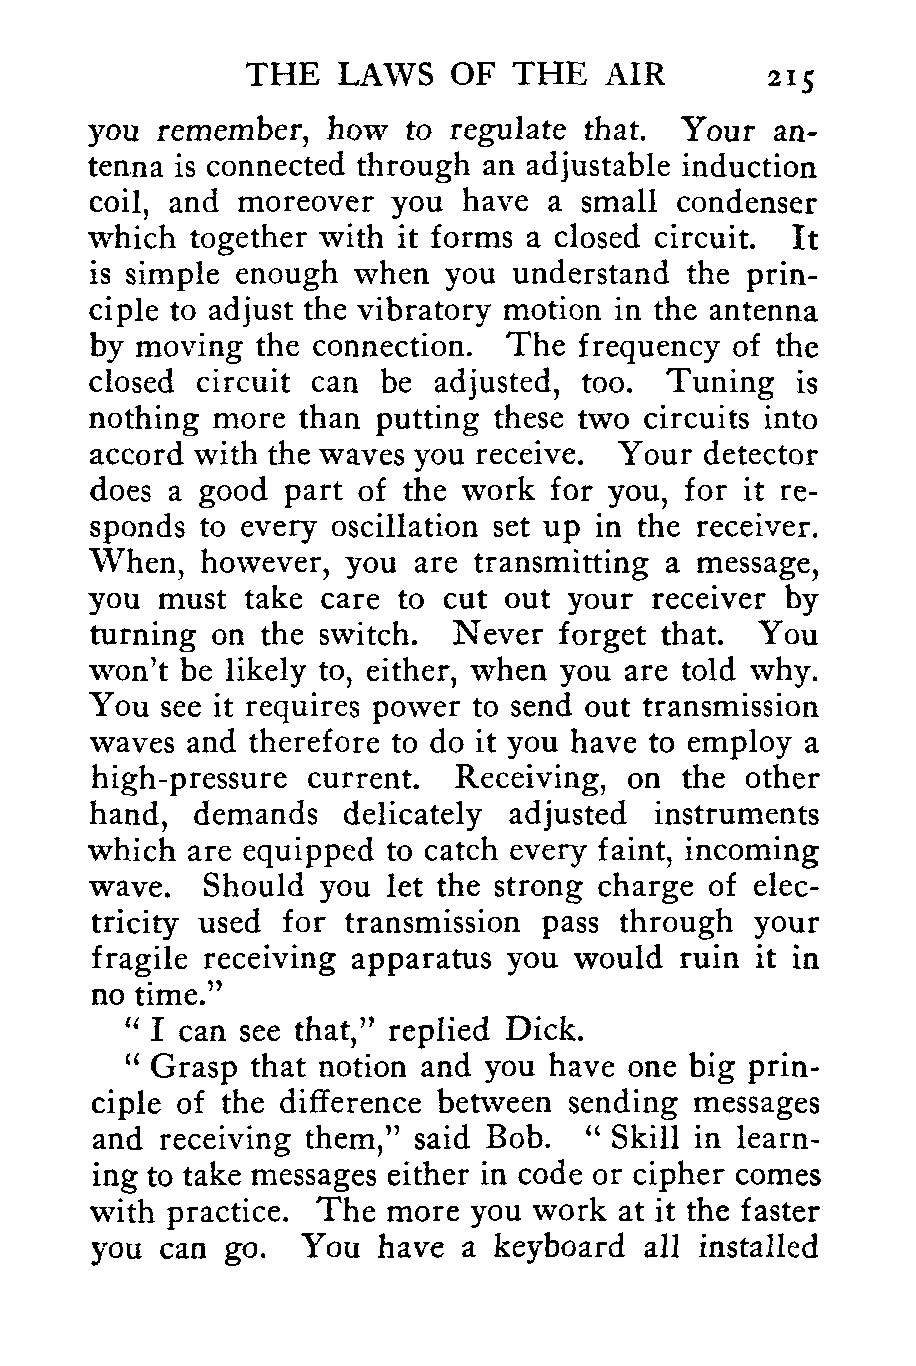 THE LAWS OF THE AIR 215
you remember, how to regulate that. Your an-
tenna is connected through an adjustable induction
coil, and moreover you have a small condenser
which together with it forms a closed circuit. It
is simple enough when you understand the prin-
ciple to adjust the vibratory motion in the antenna
by moving the connection. The frequency of the
closed circuit can be adjusted, too. Tuning is
nothing more than putting these two circuits into
accord with the waves you receive. Your detector
does a good part of the work for you, for it re-
sponds to every oscillation set up in the receiver.
When, however, you are transmitting a message,
you must take care to cut out your receiver by
turning on the switch. Never forget that. You
won't be likely to, either, when you are told why.
You see it requires power to send out transmission
waves and therefore to do it you have to employ a
high-pressure current. Receiving, on the other
hand, demands delicately adjusted instruments
which are equipped to catch every faint, incoming
wave. Should you let the strong charge of elec-
tricity used for transmission pass through your
fragile receiving apparatus you would ruin it in
no time."
" I can see that," replied Dick.
" Grasp that notion and you have one big prin-
ciple of the difference between sending messages
and receiving them," said Bob. " Skill in learn-
ing to take messages either in code or cipher comes
with practice. The more you work at it the faster
you can go. You have a keyboard all installed